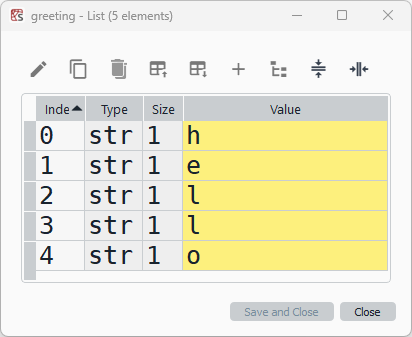 greeting - List (5 elements)
Inde Type Size Value
0 str 1 h
1 str 1 e
2 str 1 l
3 str 1 l
4 str 1 o
Save and Close Close